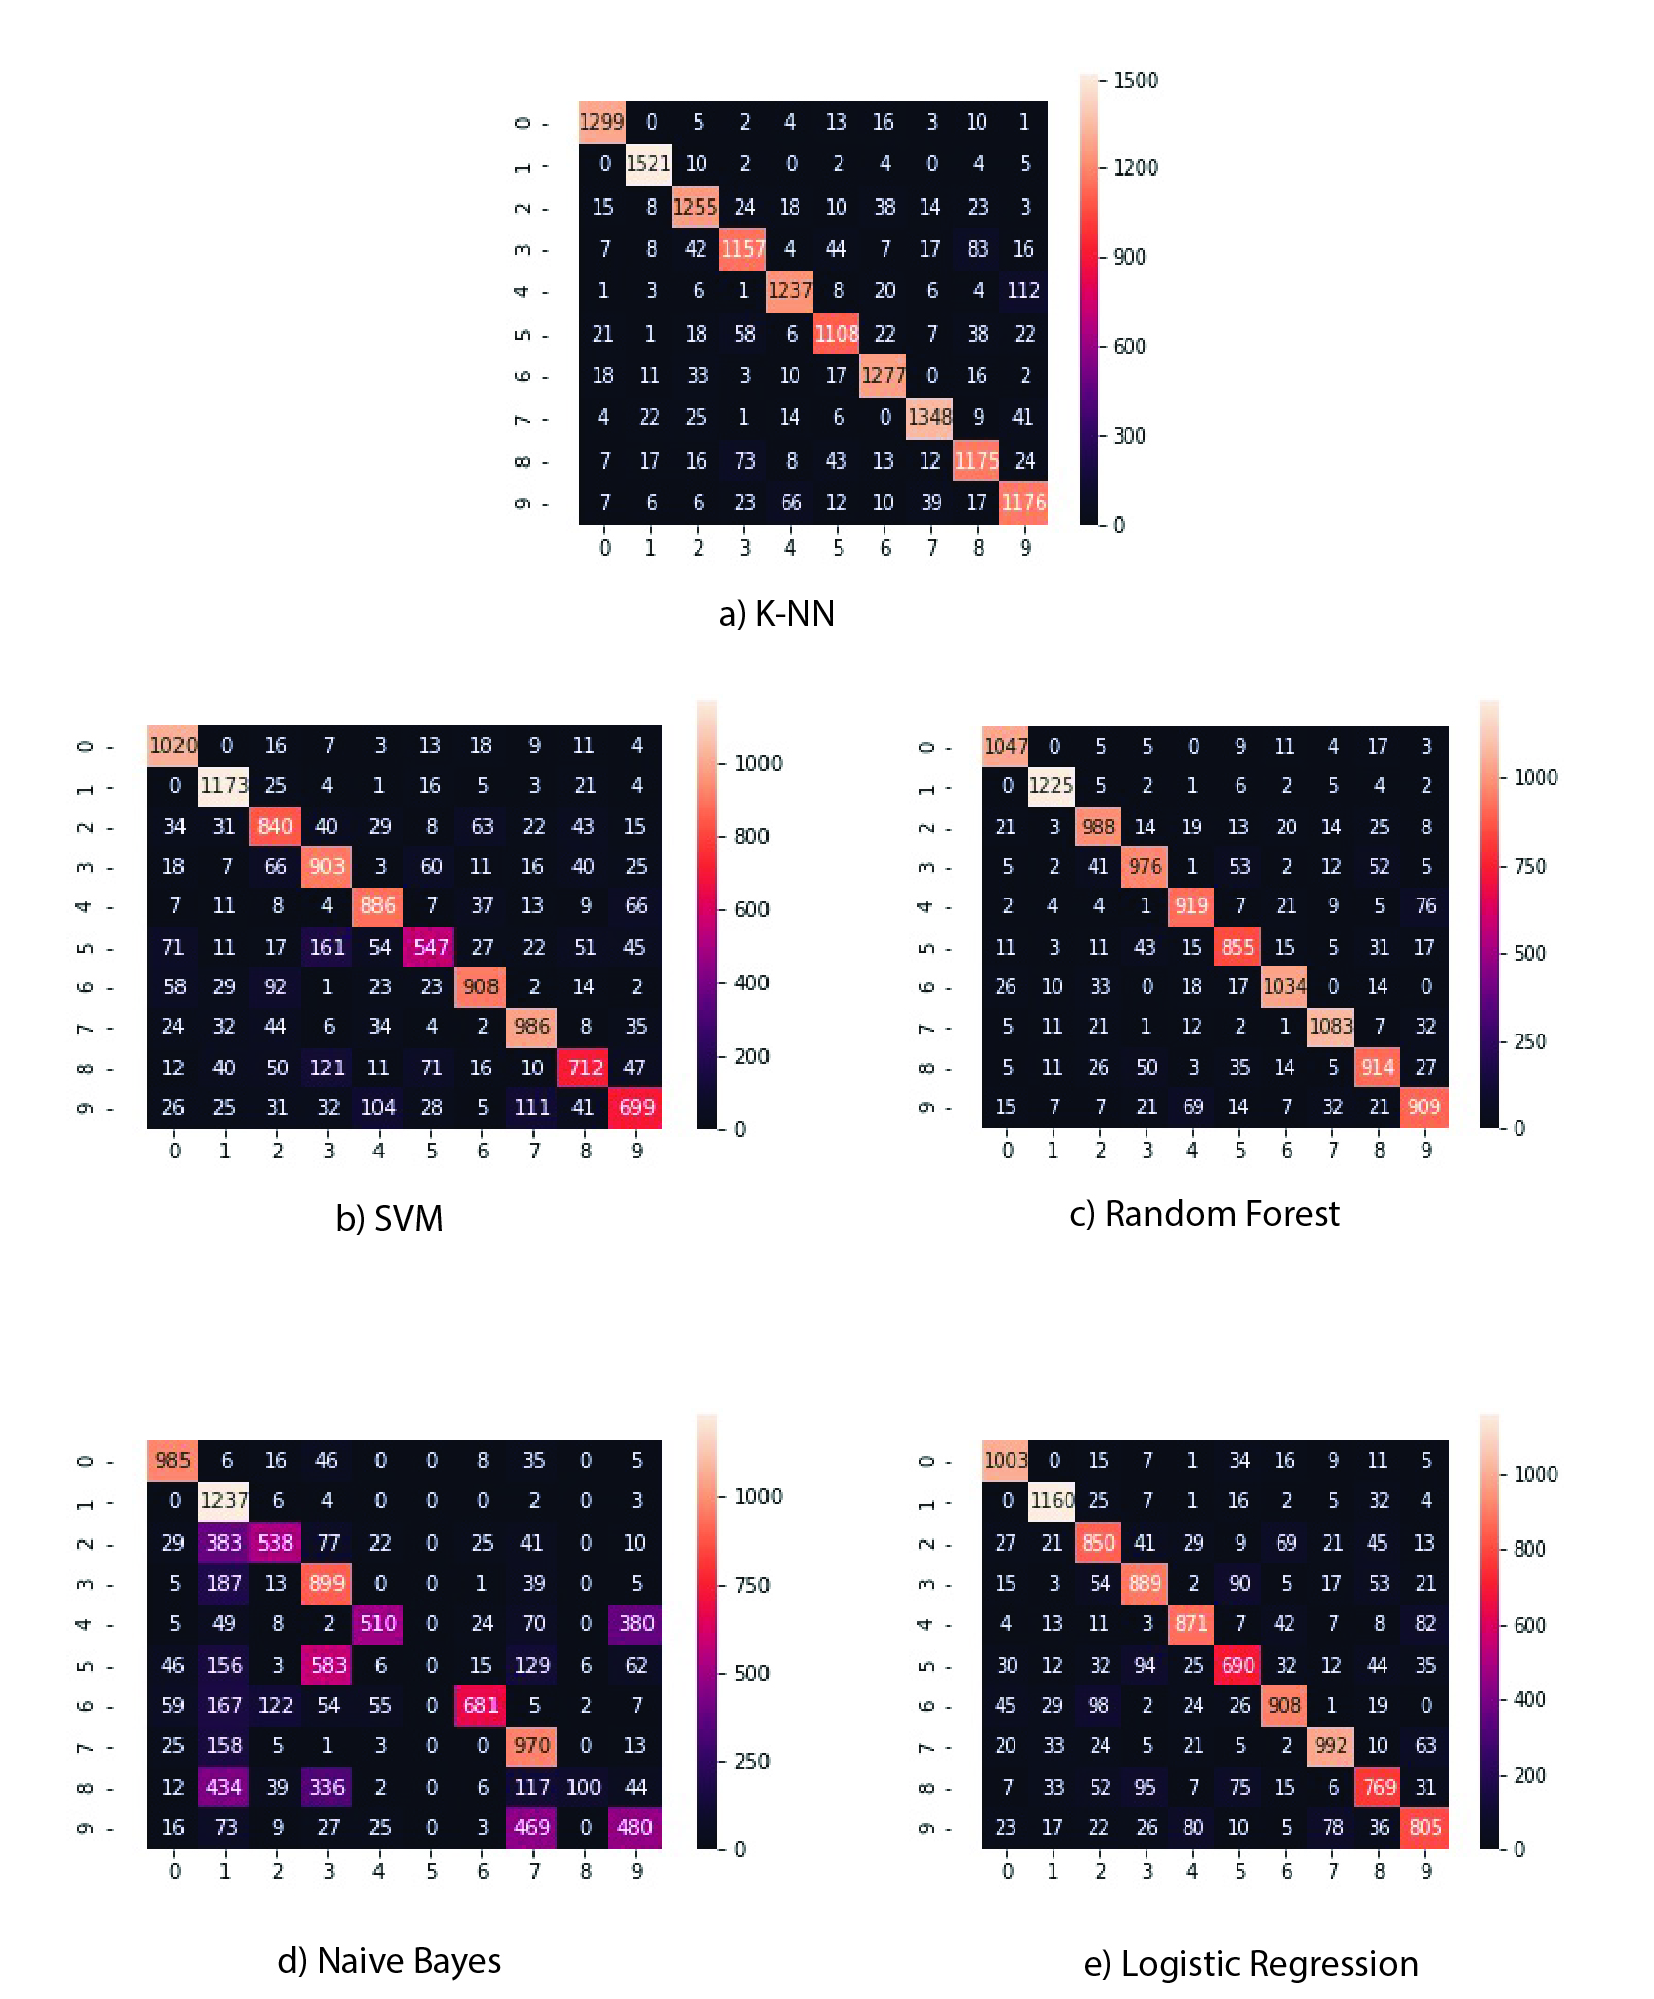 1500
0 - 1299 0 5 2 4 13 16 3 10 1
1 - 0 1521 10 2 0 2 4 0 4 5
1200
2 - 15 8 1255 24 18 10 38 14 23 3
3 - 7 8 42 1157 4 44 7 17 83 16
900
4 - 1 3 6 1 1237 8 20 6 4 112
5 - 21 1 18 58 6 1108 22 7 38 22
600
6 - 18 11 33 3 10 17 1277 0 16 2
7 - 4 22 25 1 14 6 0 1348 9 41
300
8 - 7 17 16 73 8 43 13 12 1175 24
9 - 7 6 6 23 66 12 10 39 17 1176
0
0 1 2 3 4 5 6 7 8 9
a) K-NN
0 - 1020 0 16 7 3 13 18 9 11 4
1 - 0 1173 25 4 1 16 5 3 21 4
2 - 34 31 840 40 29 8 63 22 43 15
3 - 18 7 66 903 3 60 11 16 40 25
4 - 7 11 8 4 886 7 37 13 9 66
5 - 71 11 17 161 54 547 27 22 51 45
6 - 58 29 92 1 23 23 908 2 14 2
7 - 24 32 44 6 34 4 2 986 8 35
8 - 12 40 50 121 11 71 16 10 712 47
9 - 26 25 31 32 104 28 5 111 41 699
0 1 2 3 4 5 6 7 8 9
1000
800
600
400
200
0
b) SVM
0 - 1047 0 5 5 0 9 11 4 17 3
1 - 0 1225 5 2 1 6 2 5 4 2
2 - 21 3 988 14 19 13 20 14 25 8
3 - 5 2 41 976 1 53 2 12 52 5
4 - 2 4 4 1 919 7 21 9 5 76
5 - 11 3 11 43 15 855 15 5 31 17
6 - 26 10 33 0 18 17 1034 0 14 0
7 - 5 11 21 1 12 2 1 1083 7 32
8 - 5 11 26 50 3 35 14 5 914 27
9 - 15 7 7 21 69 14 7 32 21 909
0 1 2 3 4 5 6 7 8 9
1000
750
500
250
0
c) Random Forest
0 - 985 6 16 46 0 0 8 35 0 5
1 - 0 1237 6 4 0 0 0 2 0 3
2 - 29 383 538 77 22 0 25 41 0 10
3 - 5 187 13 899 0 0 1 39 0 5
4 - 5 49 8 2 510 0 24 70 0 380
5 - 46 156 3 583 6 0 15 129 6 62
6 - 59 167 122 54 55 0 681 5 2 7
7 - 25 158 5 1 3 0 0 970 0 13
8 - 12 434 39 336 2 0 6 117 100 44
9 - 16 73 9 27 25 0 3 469 0 480
0 1 2 3 4 5 6 7 8 9
1000
750
500
250
0
d) Naive Bayes
0 - 1003 0 15 7 1 34 16 9 11 5
1 - 0 1160 25 7 1 16 2 5 32 4
2 - 27 21 850 41 29 9 69 21 45 13
3 - 15 3 54 889 2 90 5 17 53 21
4 - 4 13 11 3 871 7 42 7 8 82
5 - 30 12 32 94 25 690 32 12 44 35
6 - 45 29 98 2 24 26 908 1 19 0
7 - 20 33 24 5 21 5 2 992 10 63
8 - 7 33 52 95 7 75 15 6 769 31
9 - 23 17 22 26 80 10 5 78 36 805
0 1 2 3 4 5 6 7 8 9
1000
800
600
400
200
0
e) Logistic Regression